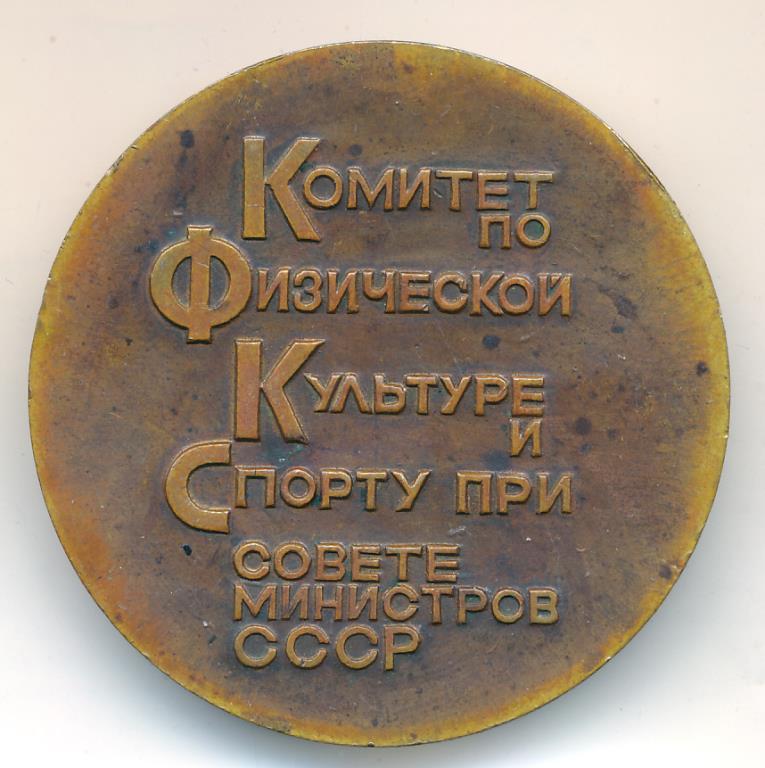 Комитет
по
Физической
Культуре
и
Спорту при
совете
министров
СССР